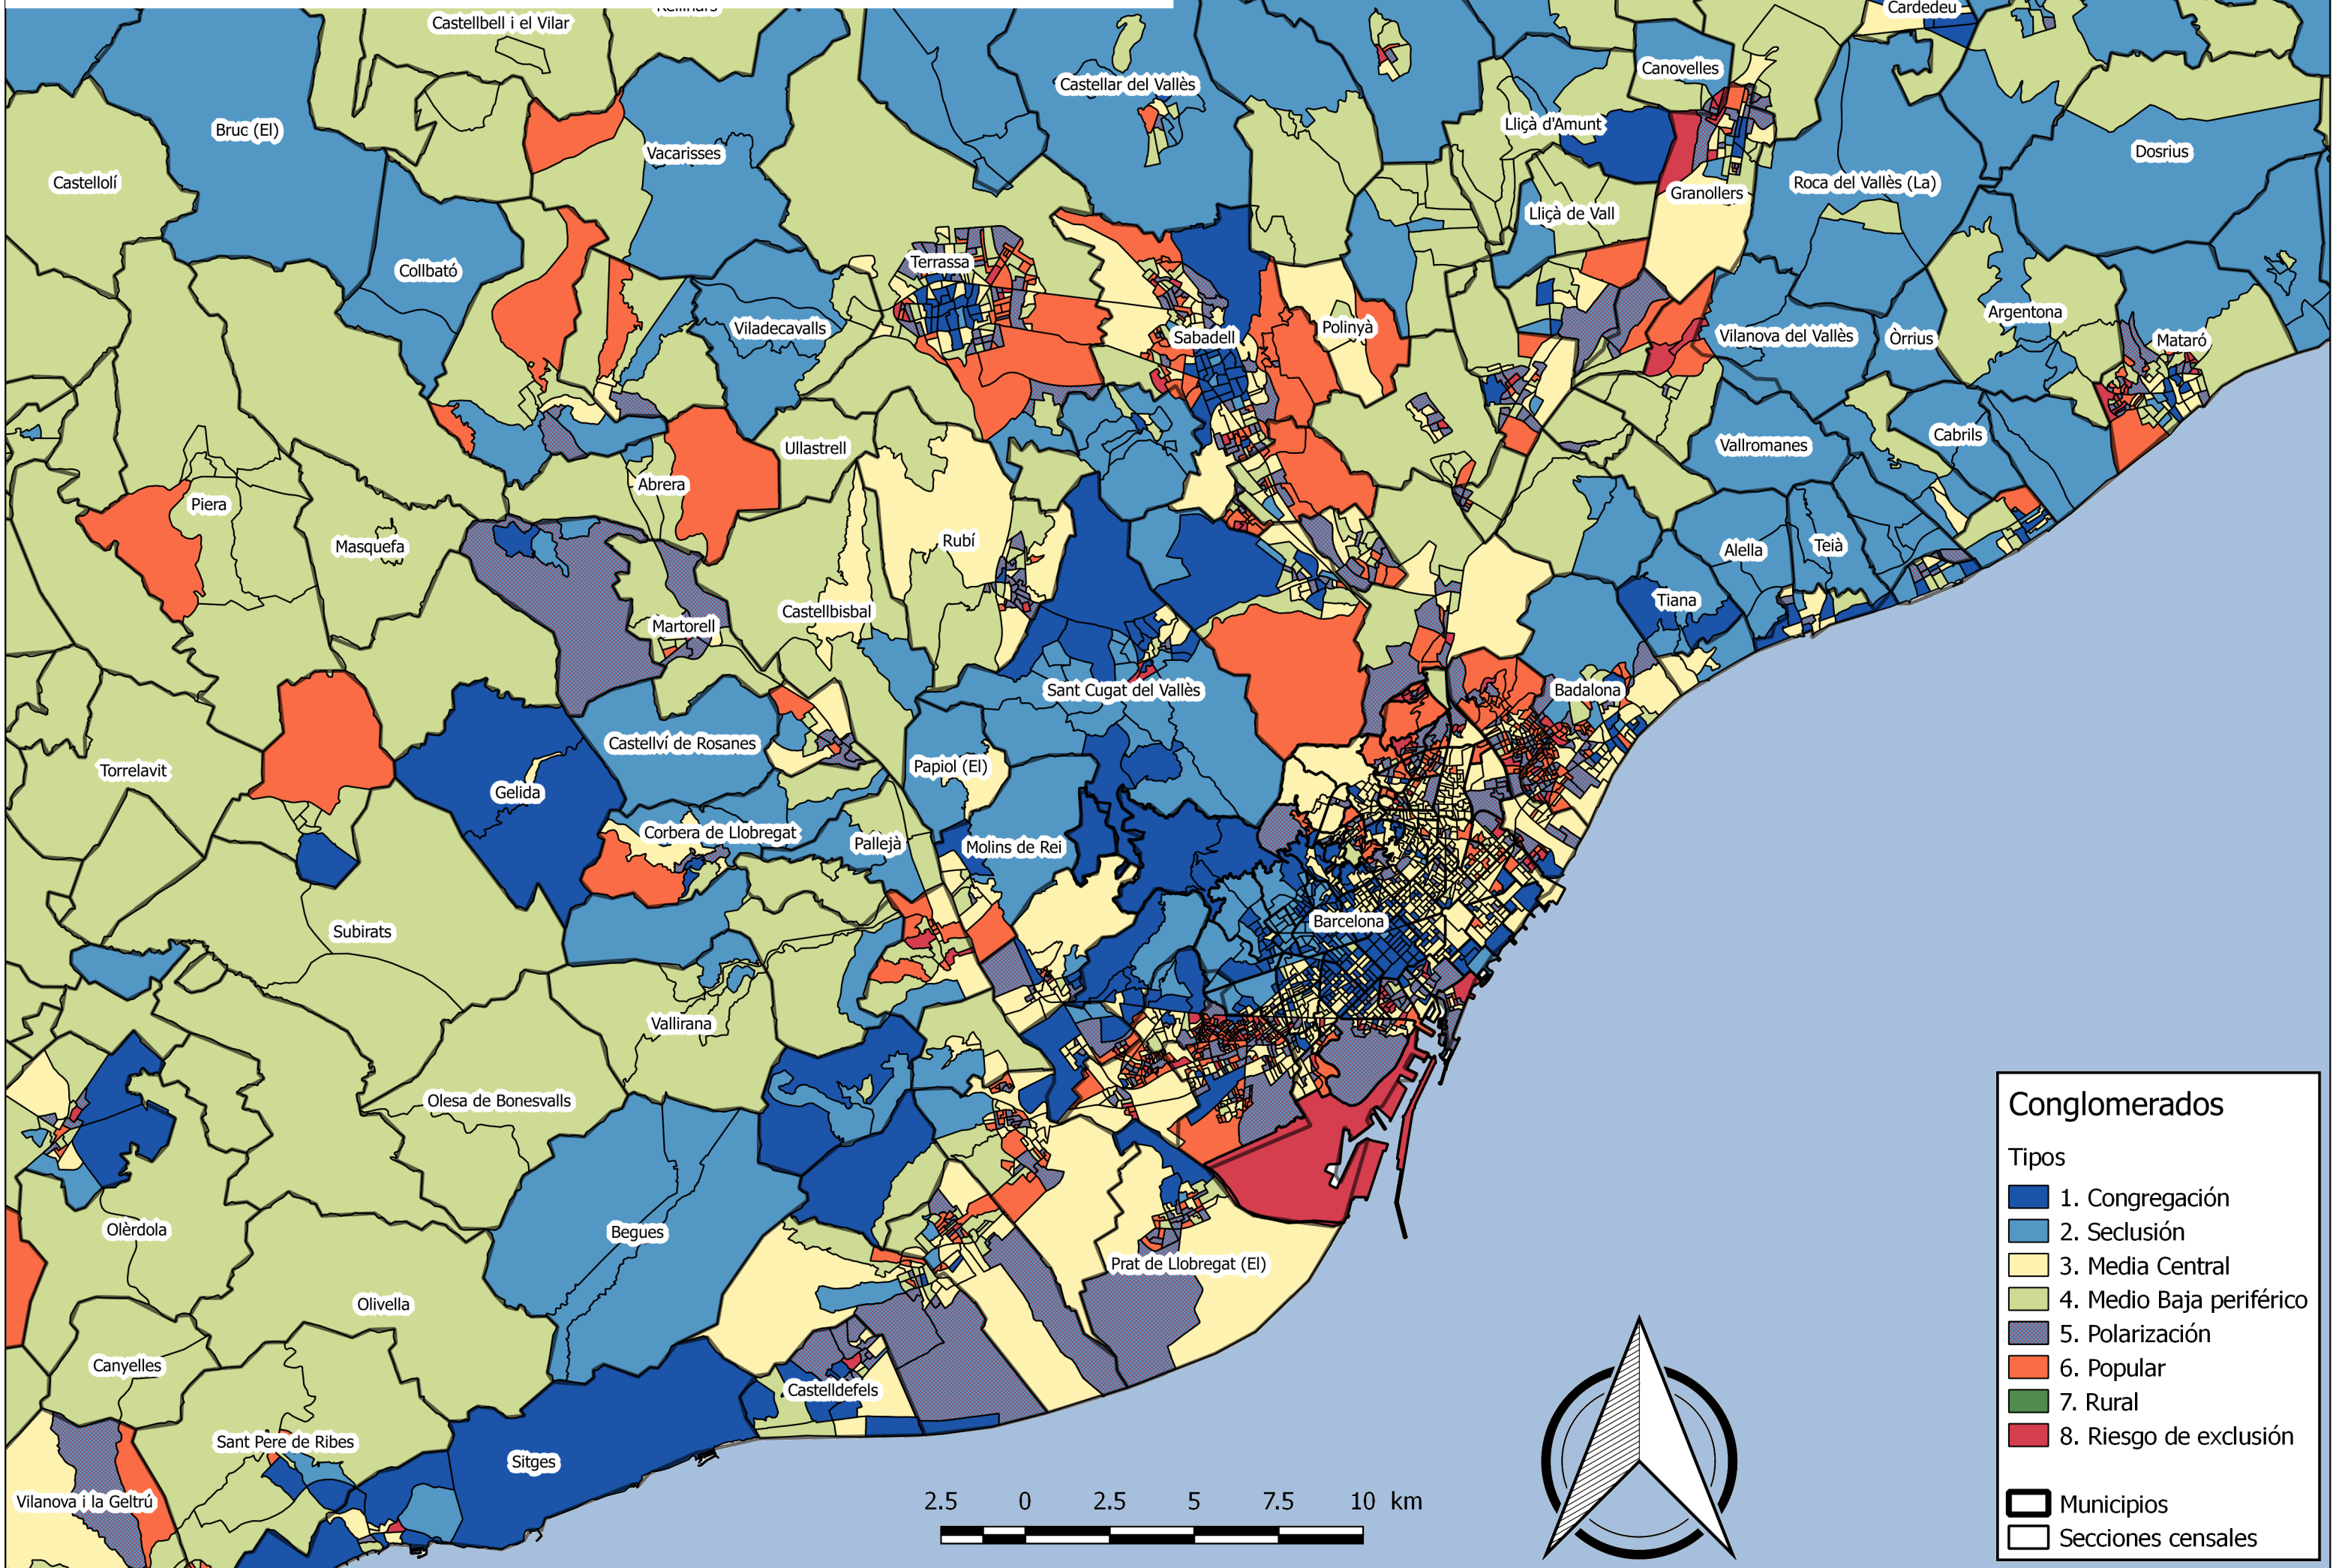 Castellbell i el Vilar
Rellinars
Cardedeu
Castellar del Vallès
Canovelles
Bruc (El)
Lliçà d'Amunt
Vacarisses
Dosrius
Castellolí
Roca del Vallès (La)
Granollers
Lliçà de Vall
Terrassa
Collbató
Argentona
Viladecavalls
Polinyà
Sabadell
Vilanova del Vallès
Òrrius
Mataró
Ullastrell
Vallromanes
Cabrils
Abrera
Piera
Masquefa
Rubí
Alella
Teià
Tiana
Castellbisbal
Martorell
Sant Cugat del Vallès
Badalona
Castellví de Rosanes
Torrelavit
Papiol (El)
Gelida
Corbera de Llobregat
Pallejà
Molins de Rei
Barcelona
Subirats
Vallirana
Olesa de Bonesvalls
Olèrdola
Begues
Prat de Llobregat (El)
Olivella
Canyelles
Castelldefels
Sant Pere de Ribes
Sitges
Vilanova i la Geltrú
2.5 0 2.5 5 7.5 10 km
Conglomerados
Tipos
1. Congregación
2. Seclusión
3. Media Central
4. Medio Baja periférico
5. Polarización
6. Popular
7. Rural
8. Riesgo de exclusión
Municipios
Secciones censales